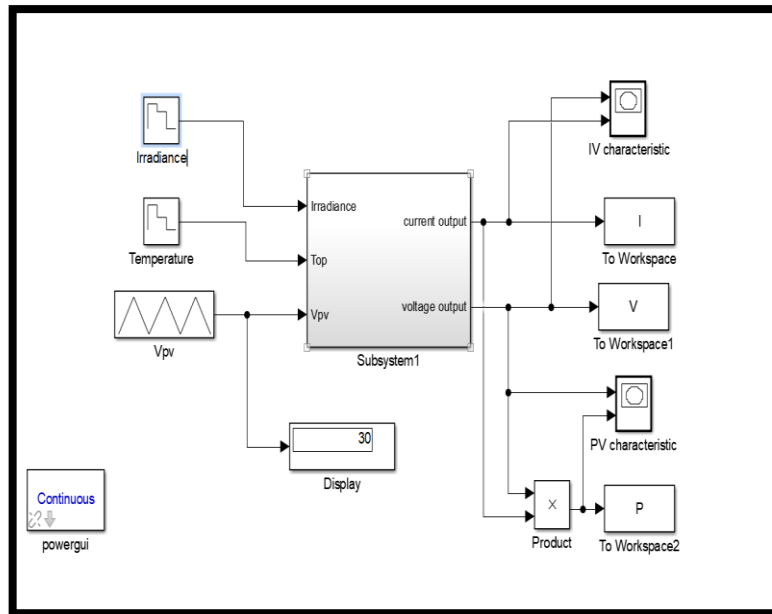 Irradiance
Temperature
Vpv
Irradiance
Top
Vpv
current output
voltage output
Subsystem1
30
Display
Continuous
powergui
IV characteristic
I
To Workspace
V
To Workspace1
PV characteristic
X
Product
P
To Workspace2